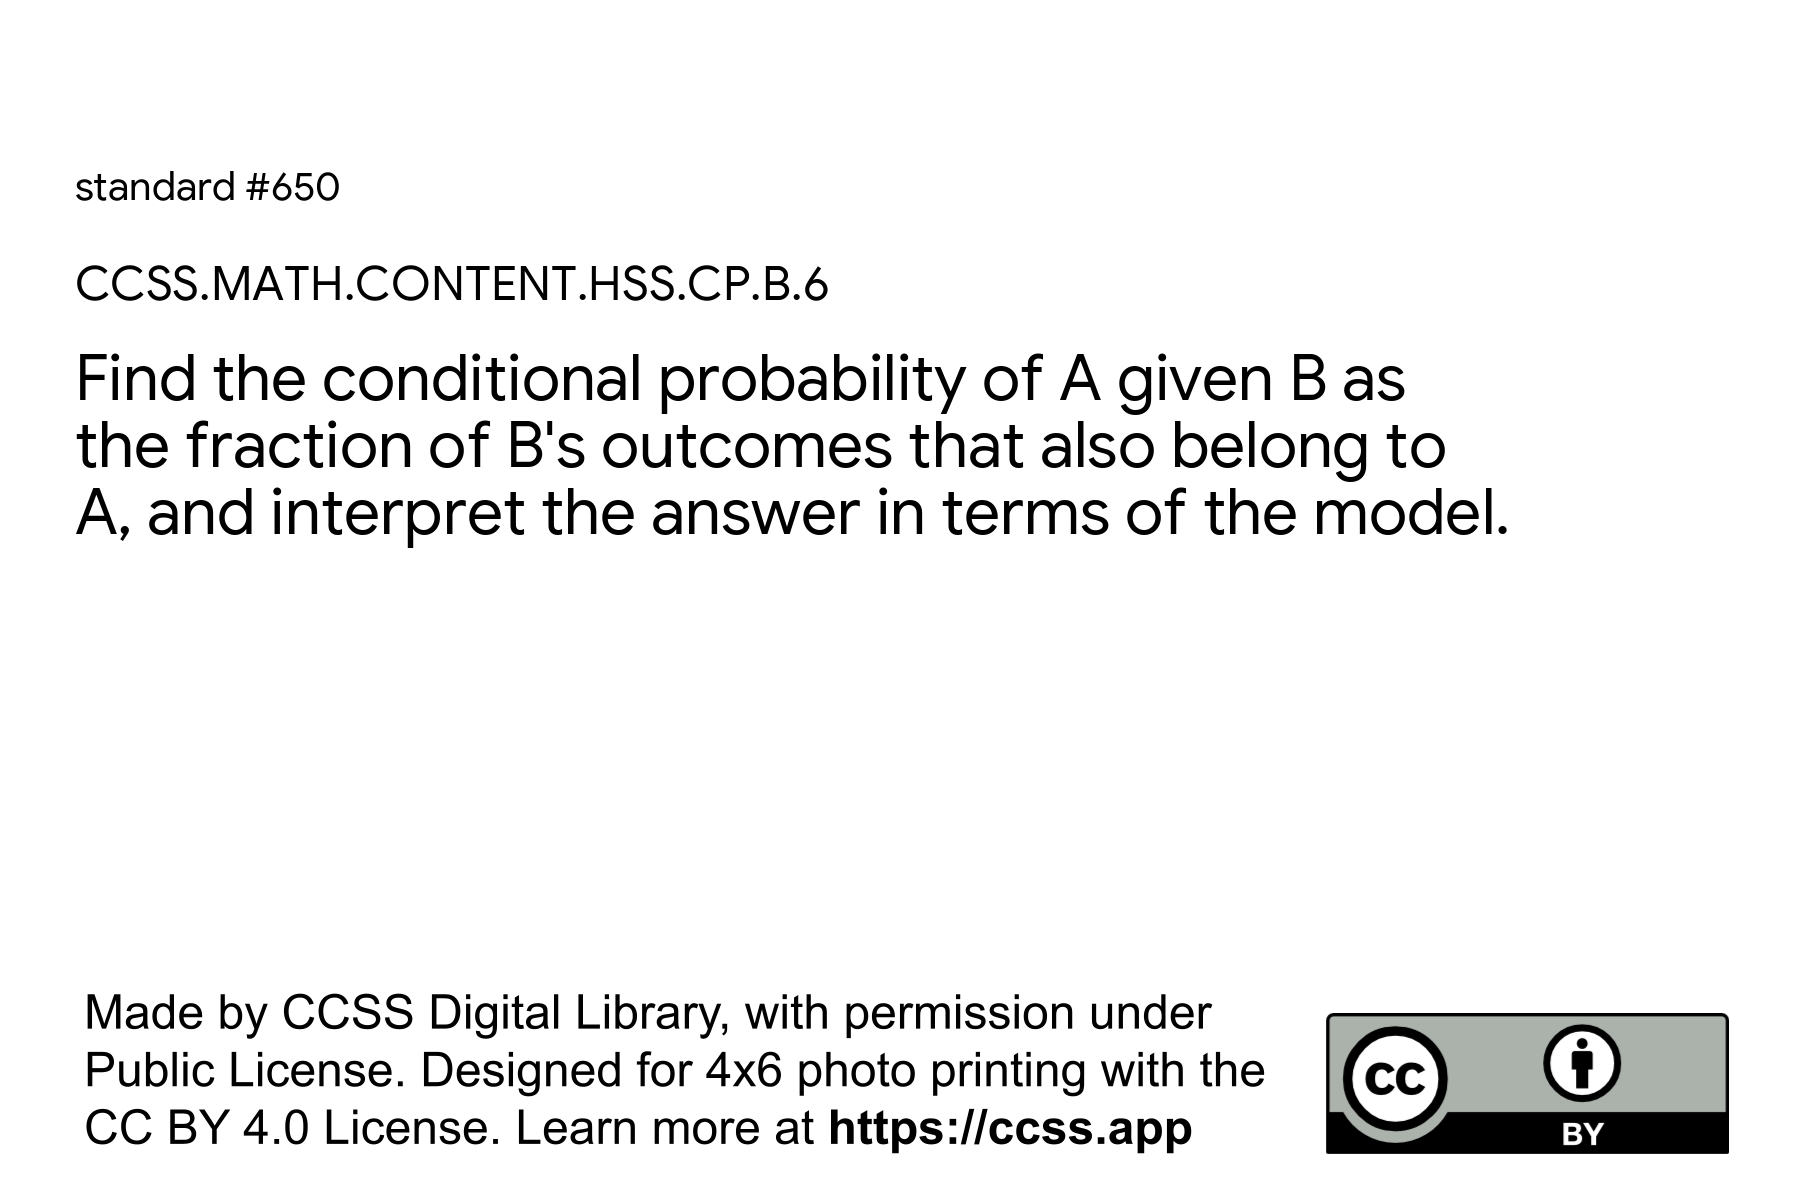 standard #650
CCSS.MATH.CONTENT.HSS.CP.B.6
Find the conditional probability of A given B as
the fraction of B's outcomes that also belong to
A, and interpret the answer in terms of the model.
Made by CCSS Digital Library, with permission under
Public License. Designed for 4x6 photo printing with the
CC BY 4.0 License. Learn more at https://ccss.app
CC
BY